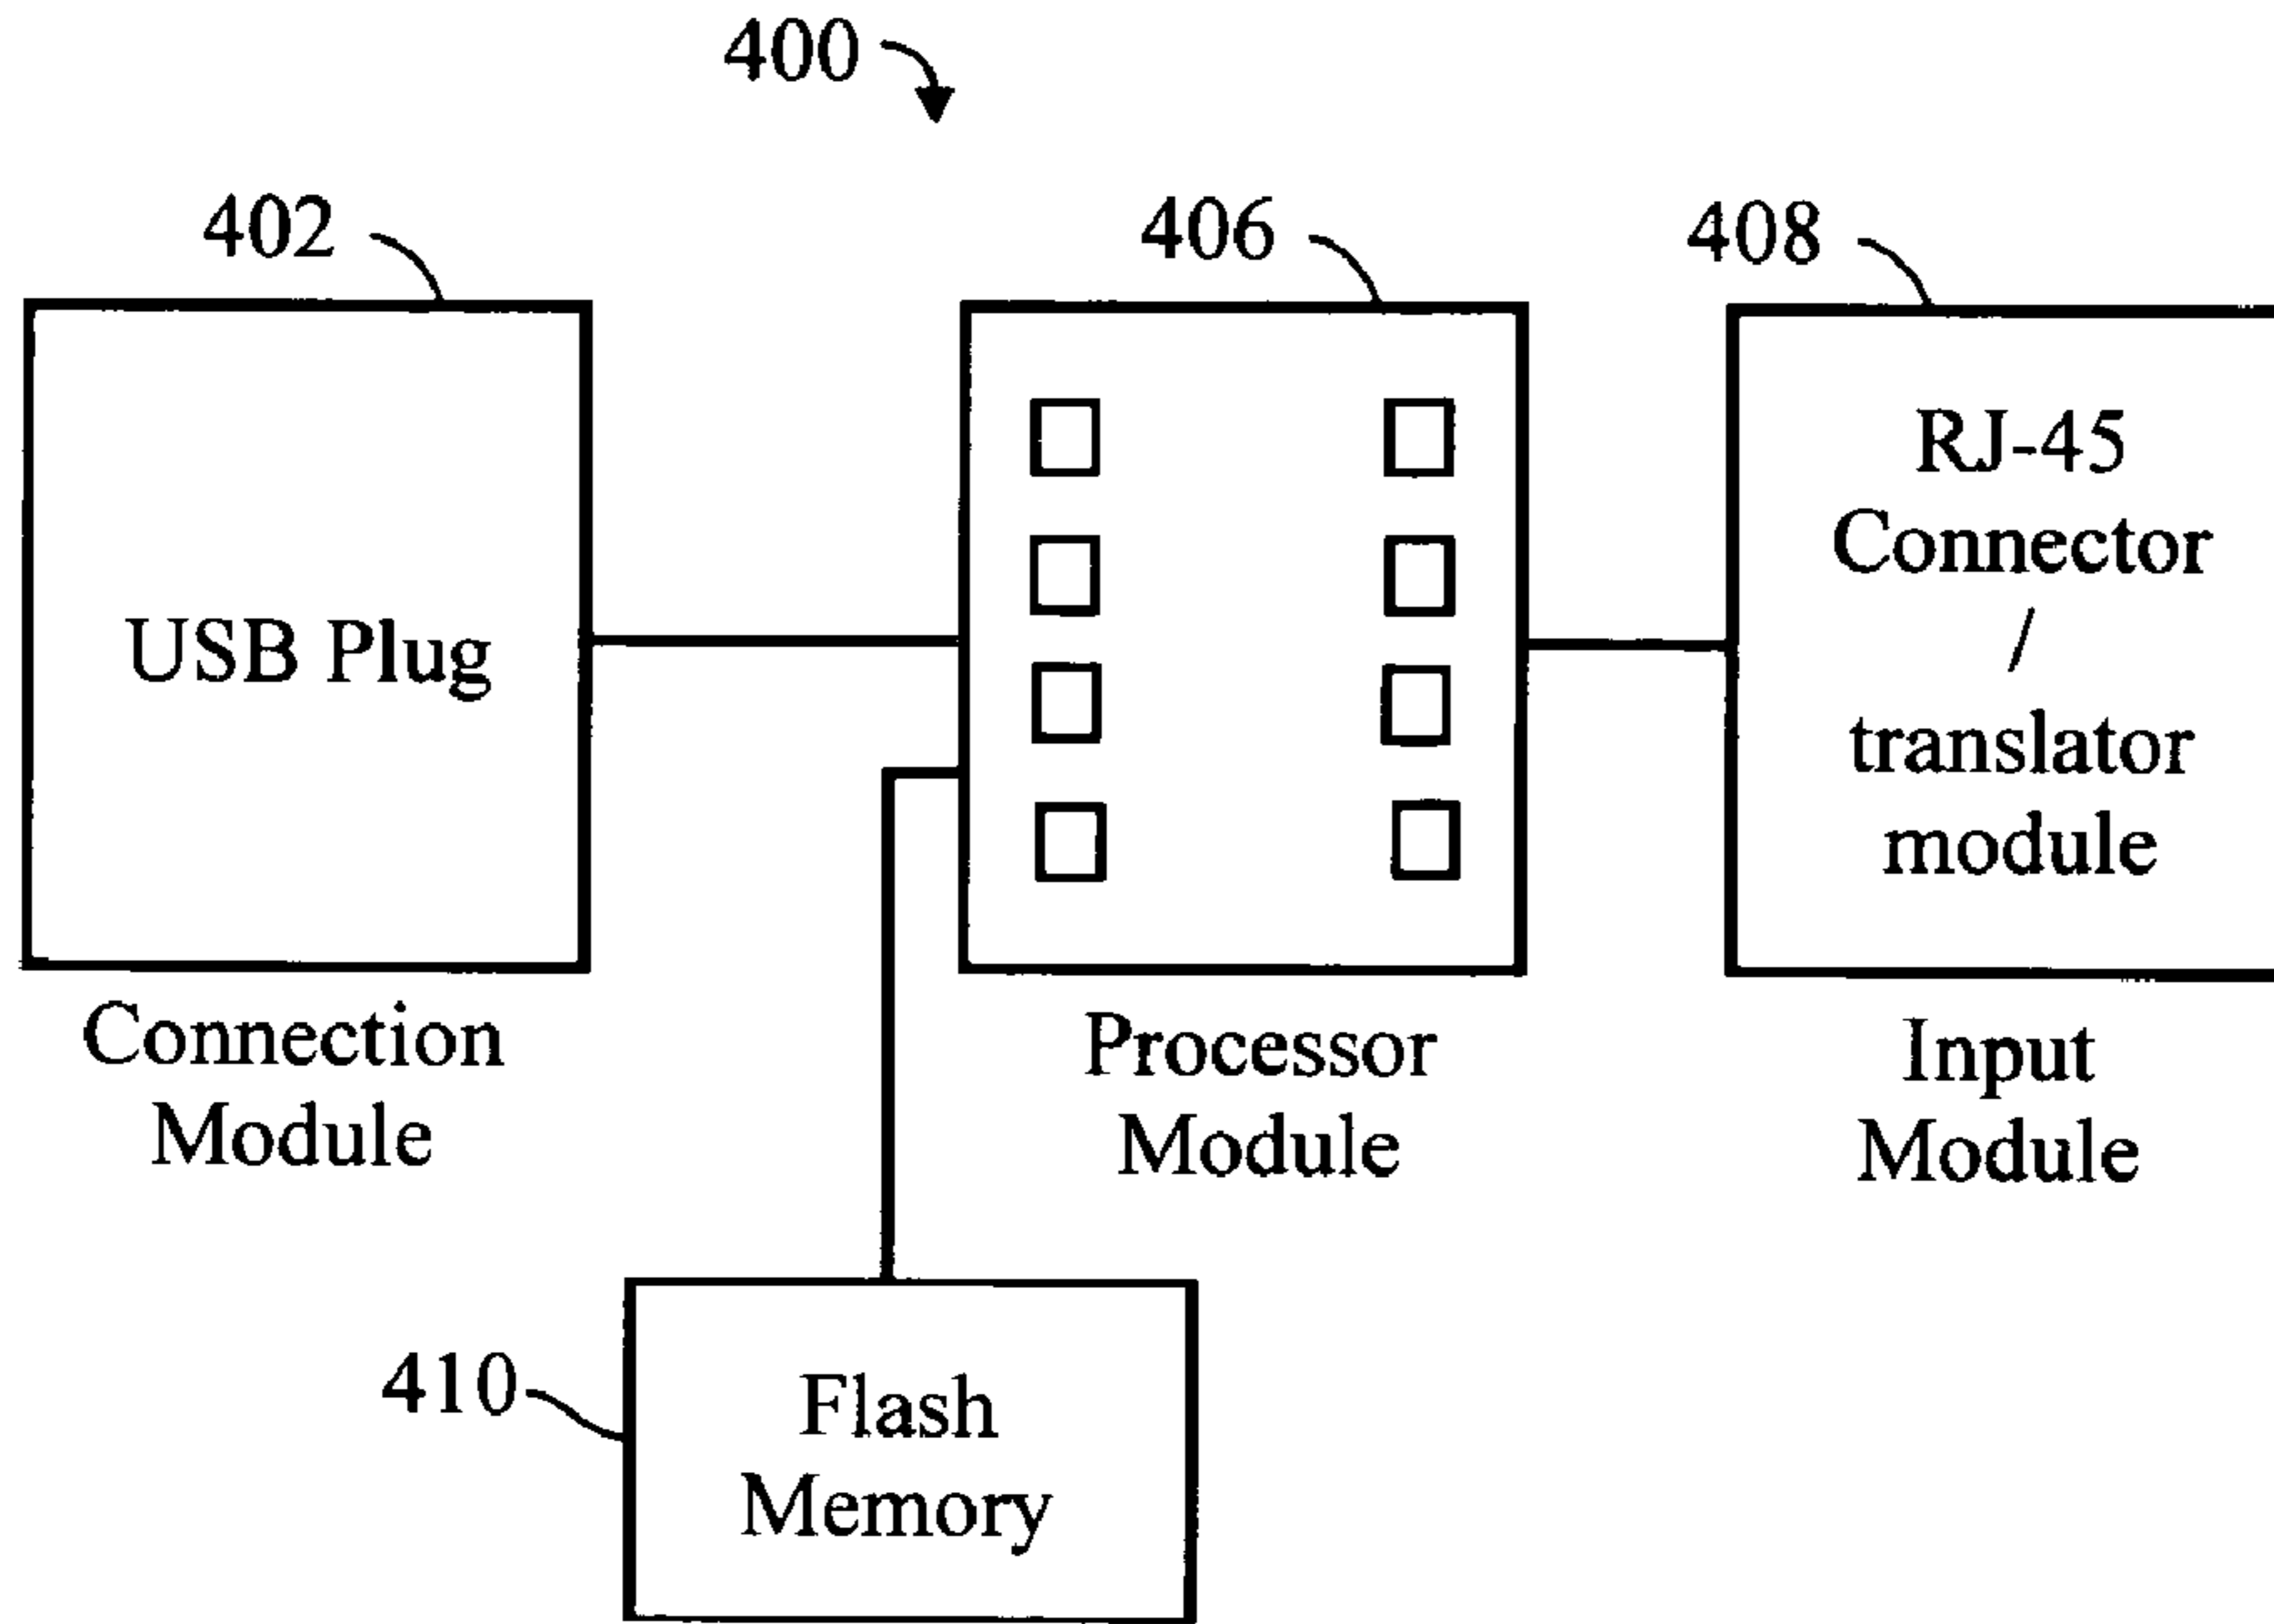 400
402
406
408
USB Plug
RJ-45
Connector
/
translator
module
Connection
Module
Processor
Module
Input
Module
410
Flash
Memory